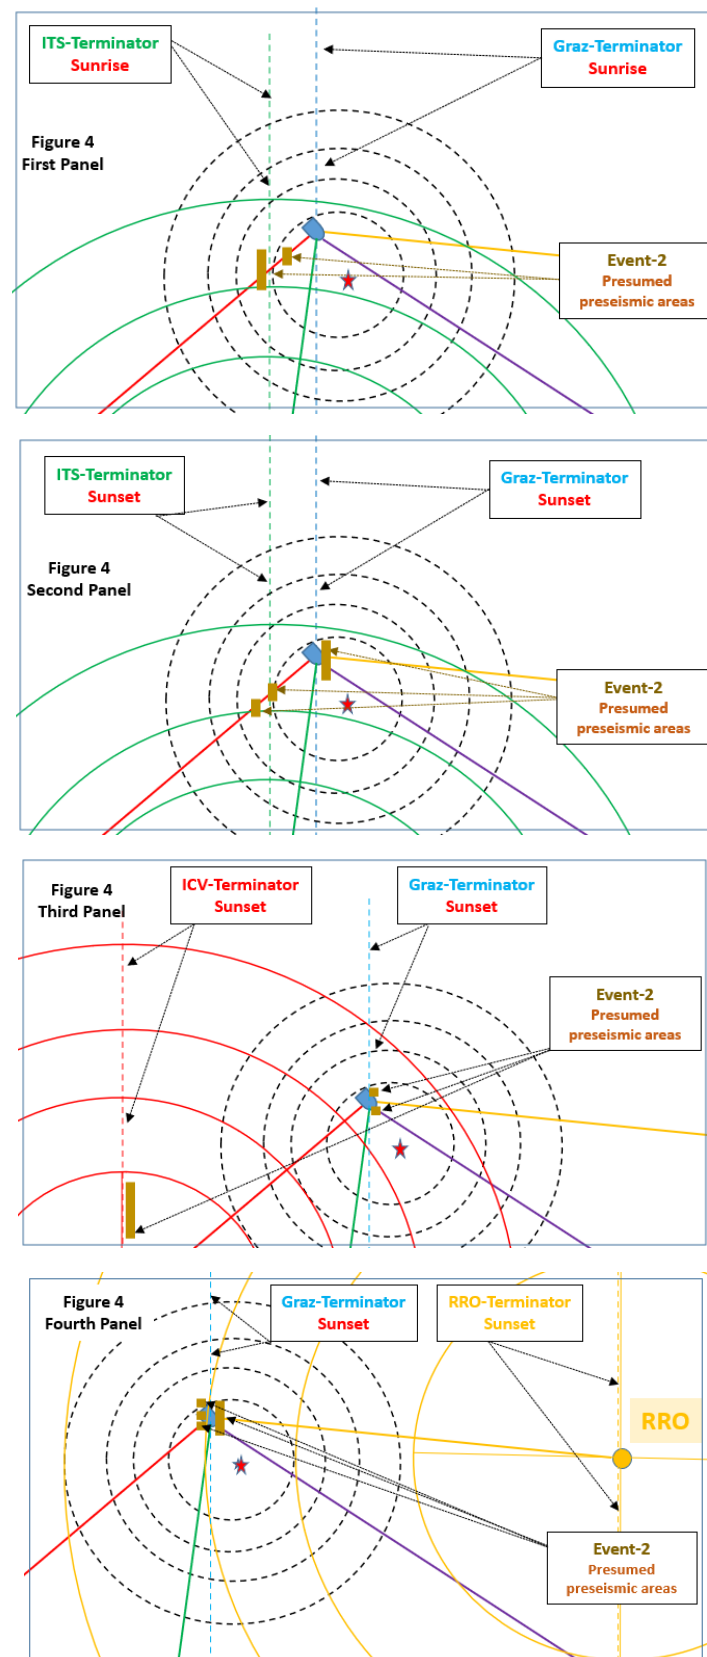 ITS-Terminator
Sunrise
Graz-Terminator
Sunrise
Figure 4
First Panel
Event-2
Presumed
preseismic areas
ITS-Terminator
Sunset
Graz-Terminator
Sunset
Figure 4
Second Panel
Event-2
Presumed
preseismic areas
Figure 4
Third Panel
ICV-Terminator
Sunset
Graz-Terminator
Sunset
Event-2
Presumed
preseismic areas
Figure 4
Fourth Panel
Graz-Terminator
Sunset
RRO-Terminator
Sunset
RRO
Event-2
Presumed
preseismic areas